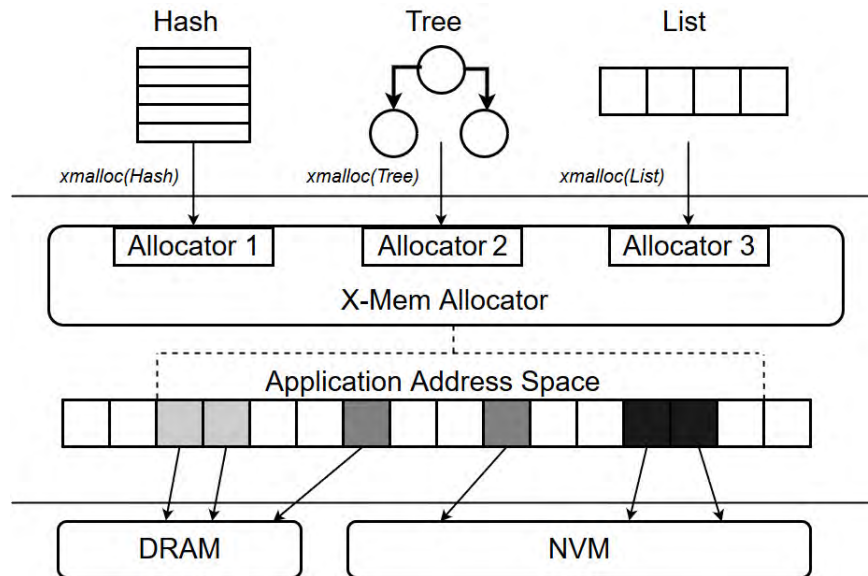 Hash Tree List
xmalloc(Hash) xmalloc(Tree) xmalloc(List)
Allocator 1 Allocator 2 Allocator 3
X-Mem Allocator
Application Address Space
DRAM NVM